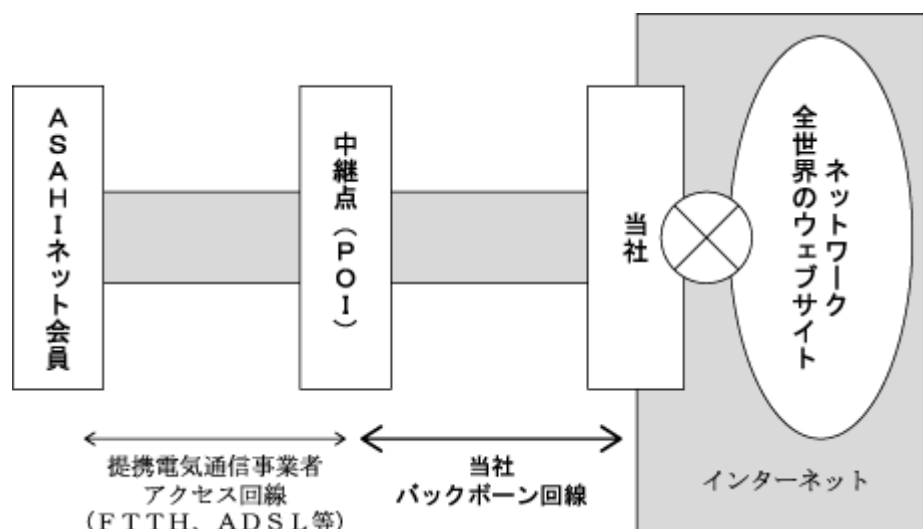 ASAHIネット会員
中継点（POI）
当社
ネットワーク
全世界のウェブサイト
提携電気通信事業者
アクセス回線
（FTTH、ADSL等）
当社
バックボーン回線
インターネット